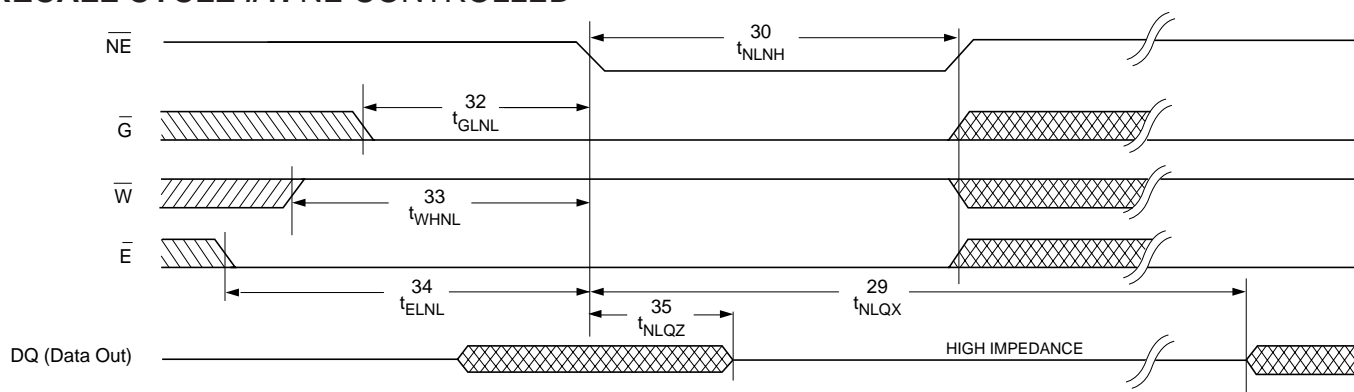 RECALL CYCLE #1: NE CONTROLLED
NE
30
tNLNH
32
tGLNL
G
W
33
tWHNL
E
34
tELNL
29
tNLQX
35
tNLQZ
DQ (Data Out)
HIGH IMPEDANCE